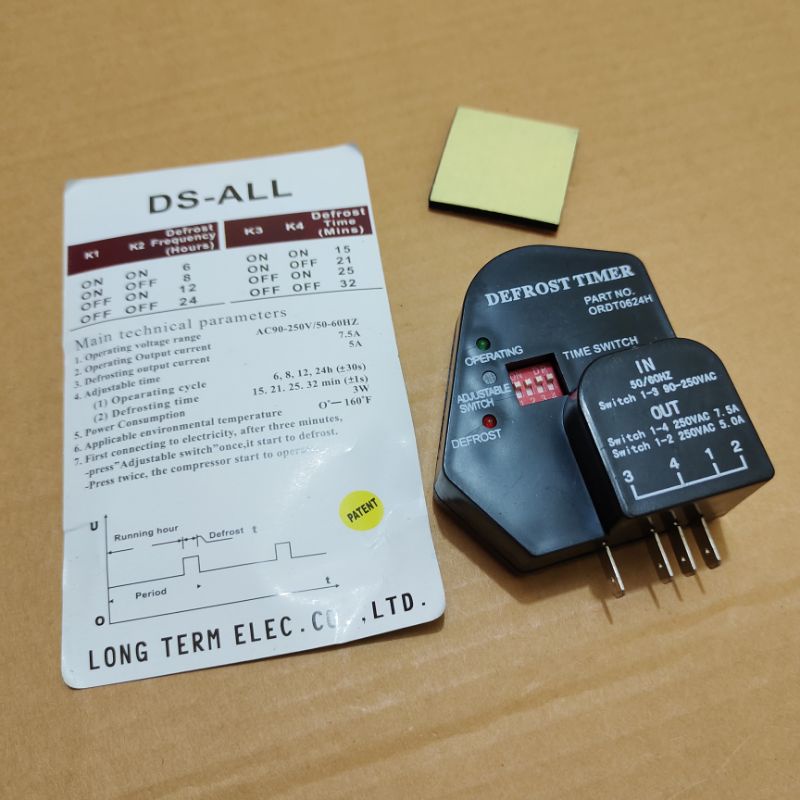 DS-ALL
K1 K2 Defrost Frequency (Hours) K3 K4 Defrost Time (Mins)
ON ON 6 ON ON 15
ON OFF 8 ON OFF 21
OFF ON 12 OFF ON 25
OFF OFF 24 OFF OFF 32
Main technical parameters
1. Operating voltage range AC90-250V/50-60HZ
2. Operating Output current 7.5A
3. Defrosting output current 5A
4. Adjustable time
(1) Opearting cycle 6, 8, 12, 24h (±30s)
(2) Defrosting time 15. 21. 25. 32 min (±1s)
5. Power Consumption 3W
6. Applicable environmental temperature O°—160°F
7. First connecting to electricity, after three minutes,
-press"Adjustable switch"once,it start to defrost.
-Press twice, the compressor start to
PATENT
U
Running hour
Defrost t
Period
t
O
LONG TERM ELEC. ,LTD.
DEFROST TIMER
PART NO.
ORDT0624H
OPERATING
TIME SWITCH
ADJUSTABLE
SWITCH
ON DP
1 2 3 4
DEFROST
IN
50/60HZ
Switch 1-3 90-250VAC
OUT
Switch 1-4 250VAC 7.5A
Switch 1-2 250VAC 5.0A
3 4 1 2